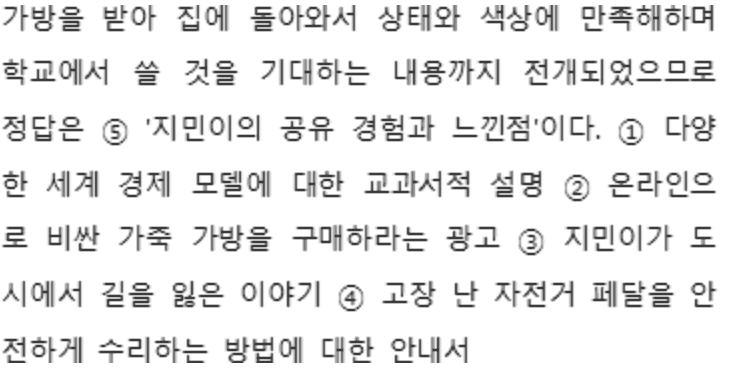 가방을 받아 집에 돌아와서 상태와 색상에 만족해하며
학교에서 쓸 것을 기대하는 내용까지 전개되었으므로
정답은 ⑤ '지민이의 공유 경험과 느낀점'이다. ① 다양
한 세계 경제 모델에 대한 교과서적 설명 ② 온라인으
로 비싼 가죽 가방을 구매하라는 광고 ③ 지민이가 도
시에서 길을 잃은 이야기 ④ 고장 난 자전거 페달을 안
전하게 수리하는 방법에 대한 안내서